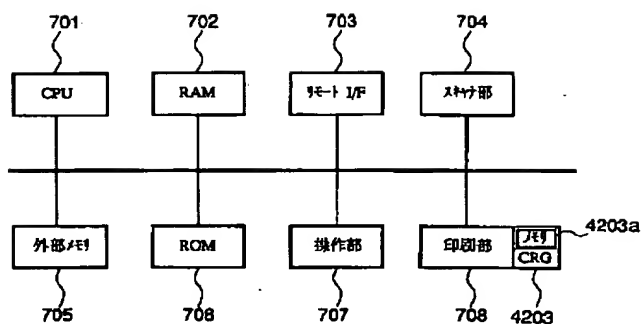 701
702
703
704
CPU
RAM
リモート I/F
スキャナ部
4203a
外部メモリ
ROM
操作部
印刷部
メモリ
CRG
705
706
707
708
4203